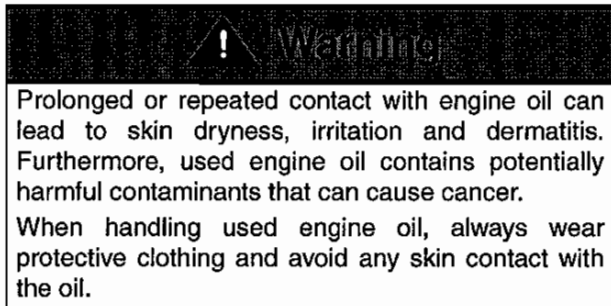 Warning
Prolonged or repeated contact with engine oil can
lead to skin dryness, irritation and dermatitis.
Furthermore, used engine oil contains potentially
harmful contaminants that can cause cancer.
When handling used engine oil, always wear
protective clothing and avoid any skin contact with
the oil.